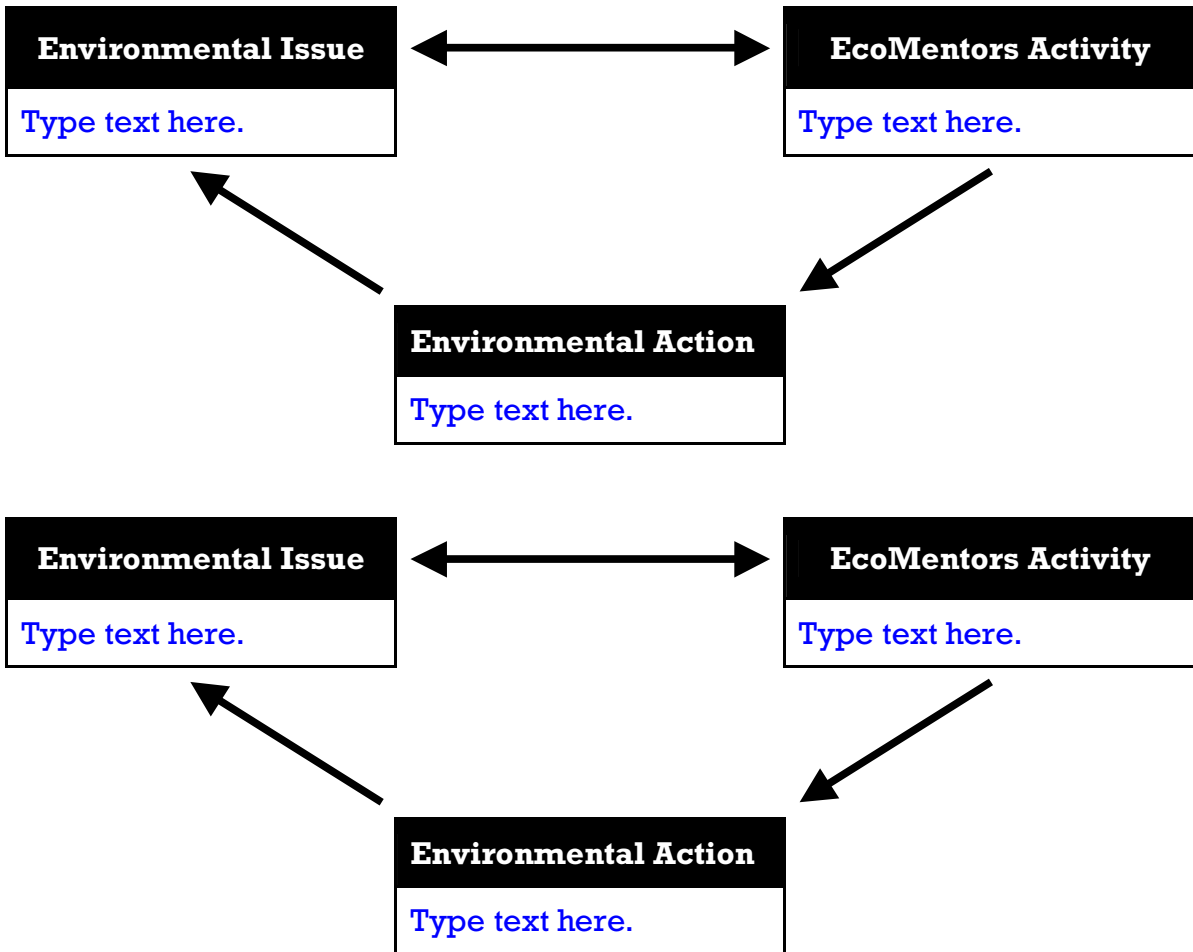 Environmental Issue
EcoMentors Activity
Type text here.
Type text here.
Environmental Action
Type text here.
Environmental Issue
EcoMentors Activity
Type text here.
Type text here.
Environmental Action
Type text here.